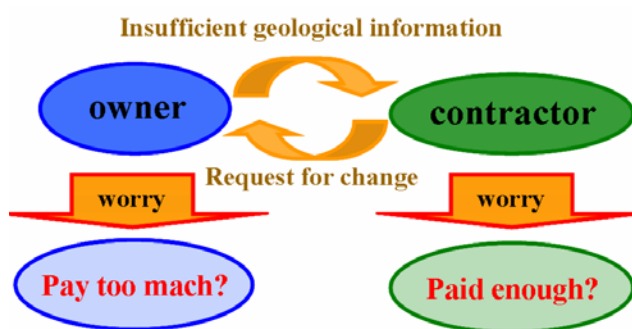 Insufficient geological information
owner
contractor
Request for change
worry
worry
Pay too mach?
Paid enough?